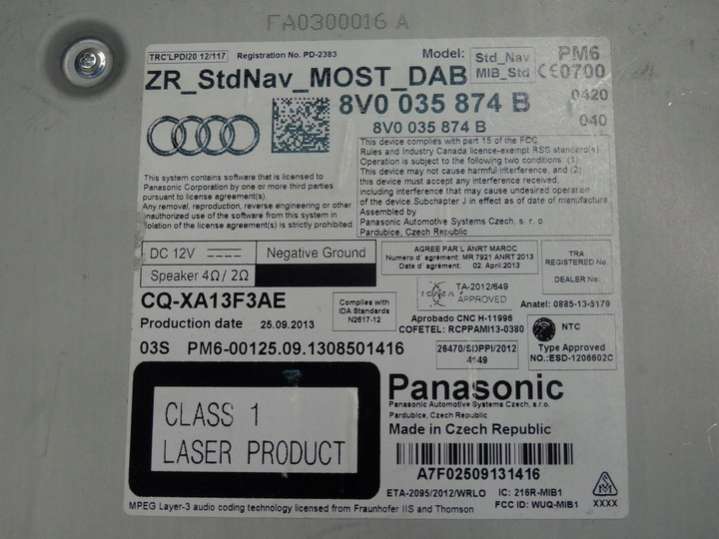 FA0300016 A
TRC'LPDI20 12/117
Registration No. PD-2383
Model:
Std_Nav
MIB_Std
PM6
CE0700
ZR_StdNav_MOST_DAB
0420
8V0 035 874 B
040
8V0 035 874 B
This device complies with part 15 of the FCC
Rules and Industry Canada licence-exempt RSS standard(s)
Operation is subject to the following two conditions: (1)
This device may not cause harmful interference, and (2)
this device must accept any interference received,
including interference that may cause undesired operation
of the device.Subchapter J in effect as of date of manufacture
Assembled by
Panasonic Automotive Systems Czech, s. r. o
Pardubice, Czech Republic
This system contains software that is licensed to
Panasonic Corporation by one or more third parties
pursuant to license agreement(s)
Any removal, reproduction, reverse engineering or other
unauthorized use of the software from this system in
violation of the license agreement(s) is strictly prohibited
DC 12V
Negative Ground
Speaker 4Ω/ 2Ω
AGREE PAR L'ANRT MAROC
Numero d' agrément: MR 7921 ANRT 2013
Date d' agrément: 02. April.2013
TRA
REGISTERED No
DEALER No:
TA-2012/649
APPROVED
Anatel: 0885-13-5179
CQ-XA13F3AE
Complies with
IDA Standards
N2617-12
Production date 25.09.2013
Aprobado CNC H-11996
COFETEL: RCPPAMI13-0380
NTC
Type Approved
NO.:ESD-1206602C
03S PM6-00125.09.1308501416
26470/SDPPI/2012
4149
CLASS 1
LASER PRODUCT
Panasonic
Panasonic Automotive Systems Czech, s.r.o.
Pardubice, Czech Republic
Made in Czech Republic
A7F02509131416
ETA-2095/2012/WRLO
IC: 216R-MIB1
FCC ID: WUQ-MIB1
XXXX
MPEG Layer-3 audio coding technology licensed from Fraunhofer IIS and Thomson